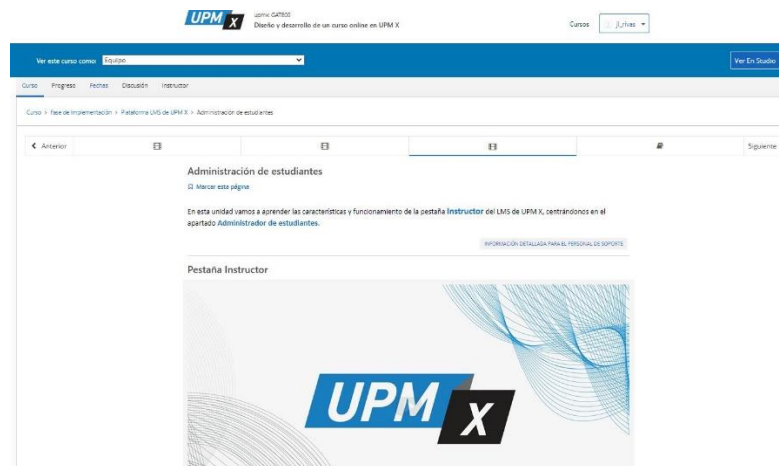 UPM X
upmx: GATE00
Diseño y desarrollo de un curso online en UPM X
Cursos
jl_rivas
Ver este curso como: Equipo
Ver En Studio
Curso Progreso Fechas Discusión Instructor
Curso > Fase de Implementación > Plataforma LMS de UPM X > Administración de estudiantes
Anterior
Siguiente
Administración de estudiantes
Marcar esta página
En esta unidad vamos a aprender las características y funcionamiento de la pestaña Instructor del LMS de UPM X, centrándonos en el
apartado Administrador de estudiantes.
INFORMACIÓN DETALLADA PARA EL PERSONAL DE SOPORTE
Pestaña Instructor
UPM X